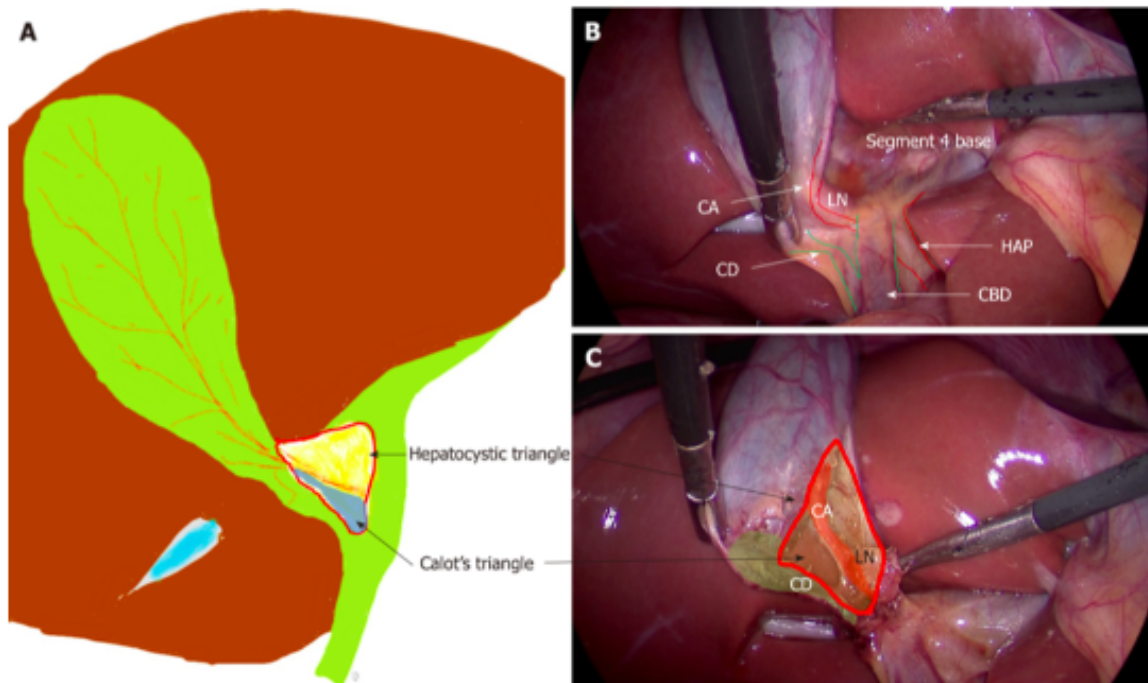 A
Hepatocystic triangle
Calot's triangle
B
Segment 4 base
CA
LN
HAP
CD
CBD
C
CA
LN
CD